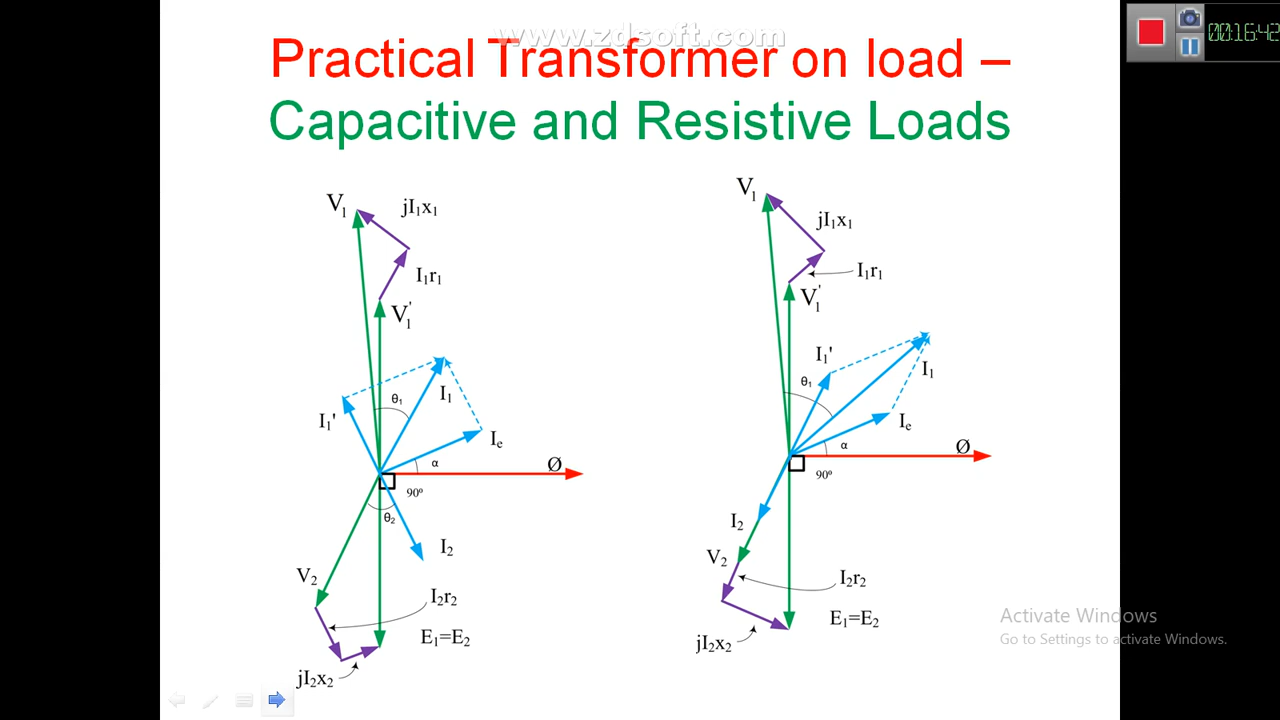 www.zdsoft.com
00:16:42
Practical Transformer on load –
Capacitive and Resistive Loads
V₁
jI₁x₁
I₁r₁
V₁'
θ₁
I₁
I₁'
Iₑ
α
Ø
90º
θ₂
I₂
V₂
I₂r₂
E₁=E₂
jI₂x₂
V₁
jI₁x₁
I₁r₁
V₁'
I₁'
θ₁
I₁
Iₑ
α
Ø
90º
I₂
V₂
I₂r₂
E₁=E₂
jI₂x₂
Activate Windows
Go to Settings to activate Windows.